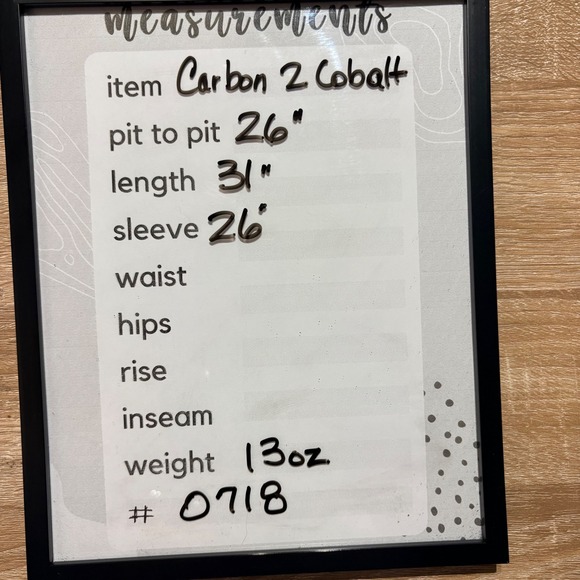 measurements
item Carbon 2 Cobalt
pit to pit 26"
length 31"
sleeve 26"
waist
hips
rise
inseam
weight 13oz.
# 0718